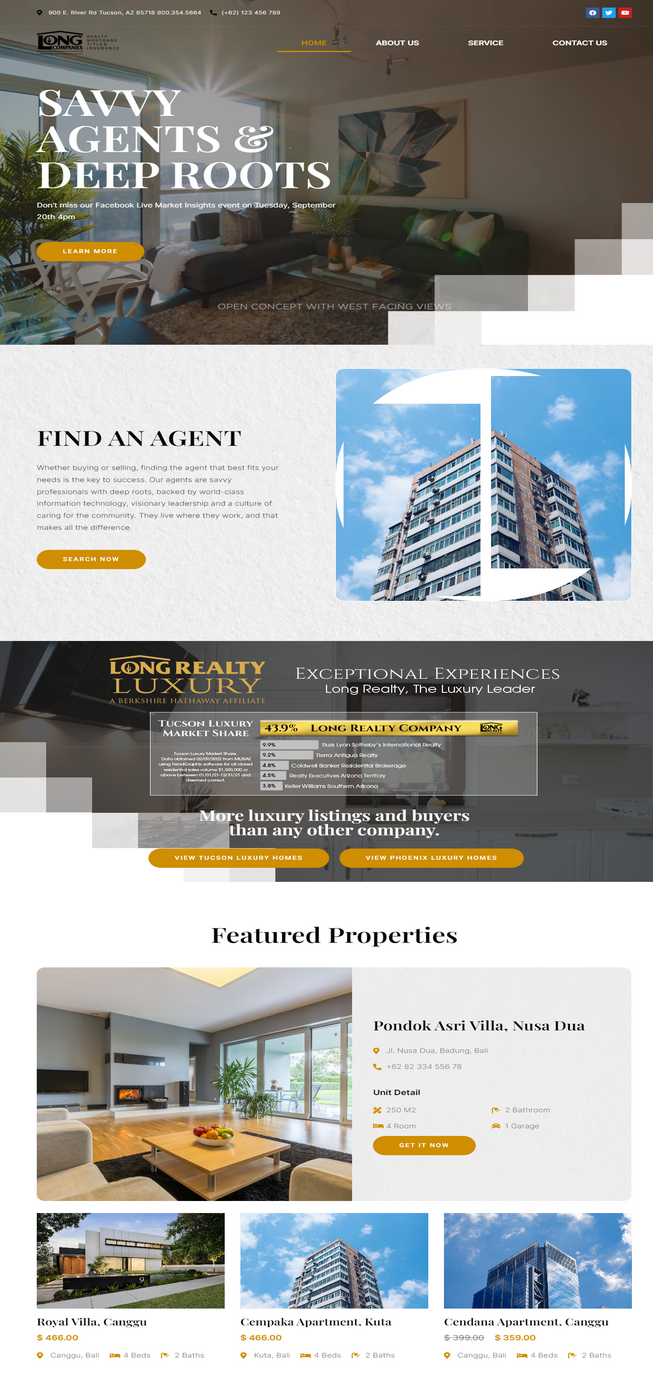 900 E. River Rd Tucson, AZ 85718 800.354.5664
(+62) 123 456 789
LONG
COMPANIES
REALTY
MORTGAGE
TITLE &
INSURANCE
HOME
ABOUT US
SERVICE
CONTACT US
SAVVY
AGENTS &
DEEP ROOTS
Don't miss our Facebook Live Market Insights event on Tuesday, September
20th 4pm
LEARN MORE
OPEN CONCEPT WITH WEST FACING VIEWS
FIND AN AGENT
Whether buying or selling, finding the agent that best fits your
needs is the key to success. Our agents are savvy
professionals with deep roots, backed by world-class
information technology, visionary leadership and a culture of
caring for the community. They live where they work, and that
makes all the difference.
SEARCH NOW
LONG REALTY
LUXURY
A BERKSHIRE HATHAWAY AFFILIATE
EXCEPTIONAL EXPERIENCES
Long Realty, The Luxury Leader
TUCSON LUXURY
MARKET SHARE
Tucson Luxury Market Share.
Data obtained 02/09/2022 from MLSSAZ
using TrendGraphix software for all closed
residential sales volume $1,000,000 or
above between 01/01/21-12/31/21 and
deemed correct.
43.9% LONG REALTY COMPANY LONG
9.9% Russ Lyon Sotheby's International Realty
9.2% Tierra Antigua Realty
4.8% Coldwell Banker Residential Brokerage
4.5% Realty Executives Arizona Territory
3.8% Keller Williams Southern Arizona
More luxury listings and buyers
than any other company.
VIEW TUCSON LUXURY HOMES
VIEW PHOENIX LUXURY HOMES
Featured Properties
Pondok Asri Villa, Nusa Dua
Jl. Nusa Dua, Badung, Bali
+62 82 334 556 78
Unit Detail
250 M2
2 Bathroom
4 Room
1 Garage
GET IT NOW
Royal Villa, Canggu
$ 466.00
Canggu, Bali 4 Beds 2 Baths
Cempaka Apartment, Kuta
$ 466.00
Kuta, Bali 4 Beds 2 Baths
Cendana Apartment, Canggu
$ 399.00 $ 359.00
Canggu, Bali 4 Beds 2 Baths